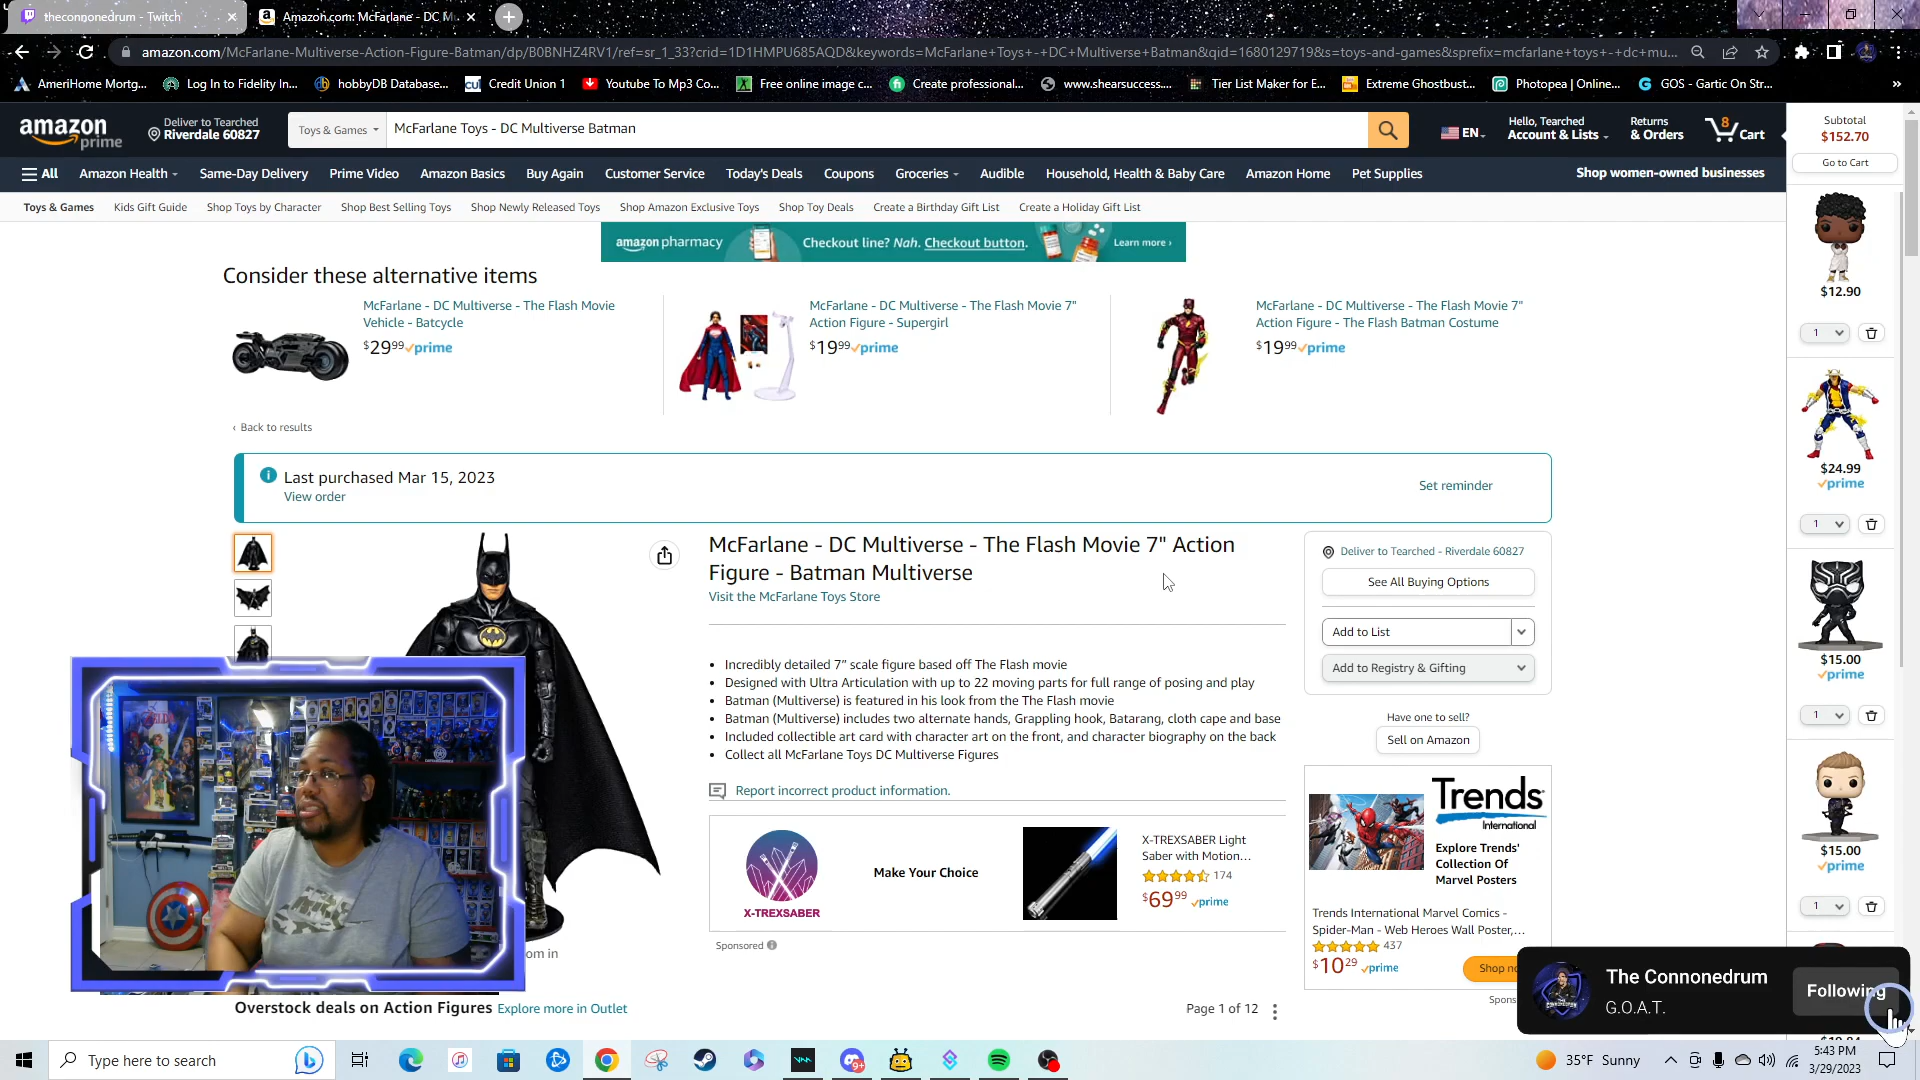 theconnonedrum - Twitch
Amazon.com: McFarlane - DC M
amazon.com/McFarlane-Multiverse-Action-Figure-Batman/dp/B0BNHZ4RV1/ref=sr_1_33?crid=1D1HMPU685AQD&keywords=McFarlane+Toys+-+DC+Multiverse+Batman&qid=1680129719&s=toys-and-games&sprefix=mcfarlane+toys+-+dc+mu...
AmeriHome Mortg... Log In to Fidelity In... hobbyDB Database... Credit Union 1 Youtube To Mp3 Co... Free online image c... Create professional... www.shearsuccess.... Tier List Maker for E... Extreme Ghostbust... Photopea | Online... GOS - Gartic On Str...
amazon prime
Deliver to Tearched
Riverdale 60827
Toys & Games
McFarlane Toys - DC Multiverse Batman
EN
Hello, Tearched
Account & Lists
Returns
& Orders
8
Cart
Subtotal
$152.70
Go to Cart
All Amazon Health Same-Day Delivery Prime Video Amazon Basics Buy Again Customer Service Today's Deals Coupons Groceries Audible Household, Health & Baby Care Amazon Home Pet Supplies Shop women-owned businesses
Toys & Games Kids Gift Guide Shop Toys by Character Shop Best Selling Toys Shop Newly Released Toys Shop Amazon Exclusive Toys Shop Toy Deals Create a Birthday Gift List Create a Holiday Gift List
amazon pharmacy Checkout line? Nah. Checkout button. Learn more ›
Consider these alternative items
McFarlane - DC Multiverse - The Flash Movie
Vehicle - Batcycle
$29.99 prime
McFarlane - DC Multiverse - The Flash Movie 7"
Action Figure - Supergirl
$19.99 prime
McFarlane - DC Multiverse - The Flash Movie 7"
Action Figure - The Flash Batman Costume
$19.99 prime
‹ Back to results
Last purchased Mar 15, 2023
View order
Set reminder
McFarlane - DC Multiverse - The Flash Movie 7" Action
Figure - Batman Multiverse
Visit the McFarlane Toys Store
• Incredibly detailed 7” scale figure based off The Flash movie
• Designed with Ultra Articulation with up to 22 moving parts for full range of posing and play
• Batman (Multiverse) is featured in his look from the The Flash movie
• Batman (Multiverse) includes two alternate hands, Grappling hook, Batarang, cloth cape and base
• Included collectible art card with character art on the front, and character biography on the back
• Collect all McFarlane Toys DC Multiverse Figures
Report incorrect product information.
X-TREXSABER
Make Your Choice
X-TREXSABER Light
Saber with Motion...
174
$69.99 prime
Sponsored
om in
Overstock deals on Action Figures Explore more in Outlet
Page 1 of 12
Deliver to Tearched - Riverdale 60827
See All Buying Options
Add to List
Add to Registry & Gifting
Have one to sell?
Sell on Amazon
Trends
International
Explore Trends'
Collection Of
Marvel Posters
Trends International Marvel Comics -
Spider-Man - Web Heroes Wall Poster,...
437
$10.29 prime
Shop no
Spons
$12.90
1
$24.99
prime
1
$15.00
prime
1
$15.00
prime
1
The Connonedrum
G.O.A.T.
Following
Type here to search
9+
35°F Sunny
5:43 PM
3/29/2023